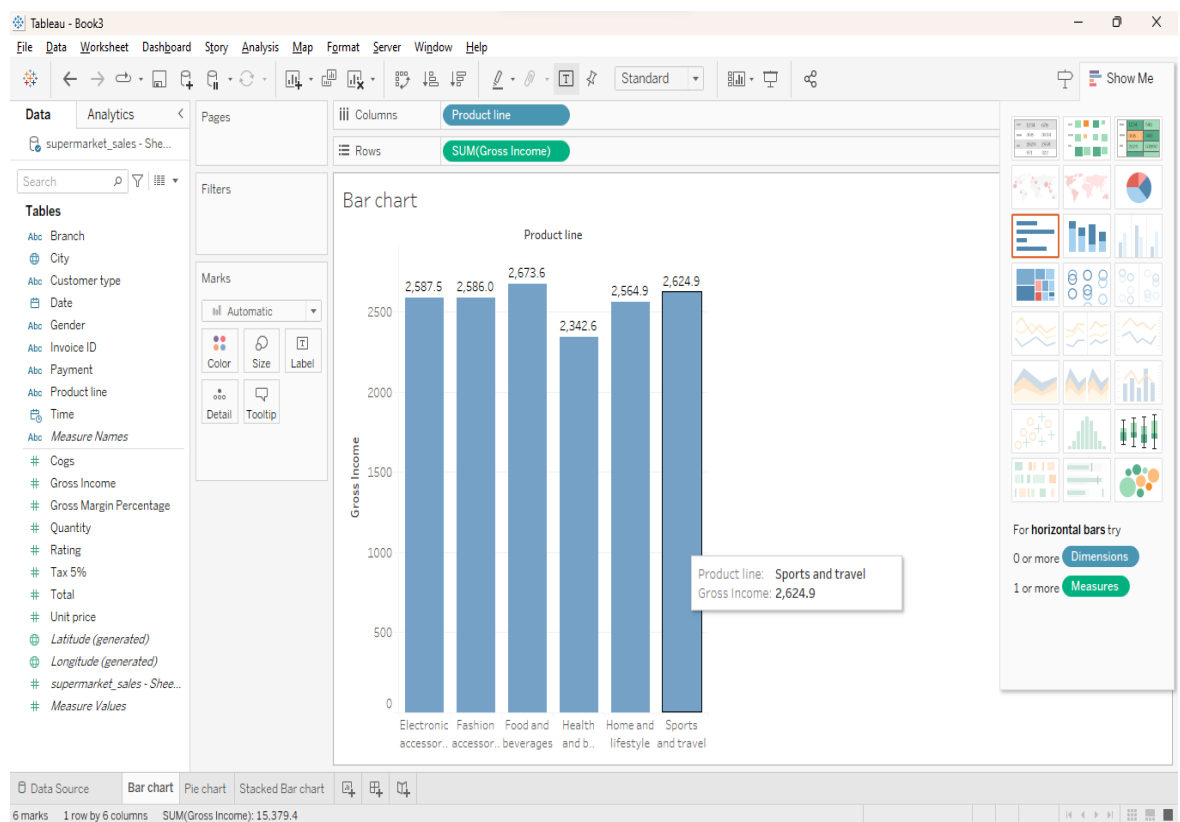 Tableau - Book3
File Data Worksheet Dashboard Story Analysis Map Format Server Window Help
Standard
Show Me
Data Analytics
supermarket_sales - She...
Search
Tables
Abc Branch
City
Abc Customer type
Date
Abc Gender
Abc Invoice ID
Abc Payment
Abc Product line
Time
Abc Measure Names
# Cogs
# Gross Income
# Gross Margin Percentage
# Quantity
# Rating
# Tax 5%
# Total
# Unit price
Latitude (generated)
Longitude (generated)
# supermarket_sales - Shee...
# Measure Values
Pages
Filters
Marks
Automatic
Color Size Label
Detail Tooltip
Columns Product line
Rows SUM(Gross Income)
Bar chart
Product line
2,587.5 2,586.0 2,673.6 2,342.6 2,564.9 2,624.9
Gross Income
2500
2000
1500
1000
500
0
Electronic accessor..
Fashion accessor..
Food and beverages
Health and b..
Home and lifestyle
Sports and travel
Product line: Sports and travel
Gross Income: 2,624.9
For horizontal bars try
0 or more Dimensions
1 or more Measures
Data Source Bar chart Pie chart Stacked Bar chart
6 marks 1 row by 6 columns SUM(Gross Income): 15,379.4